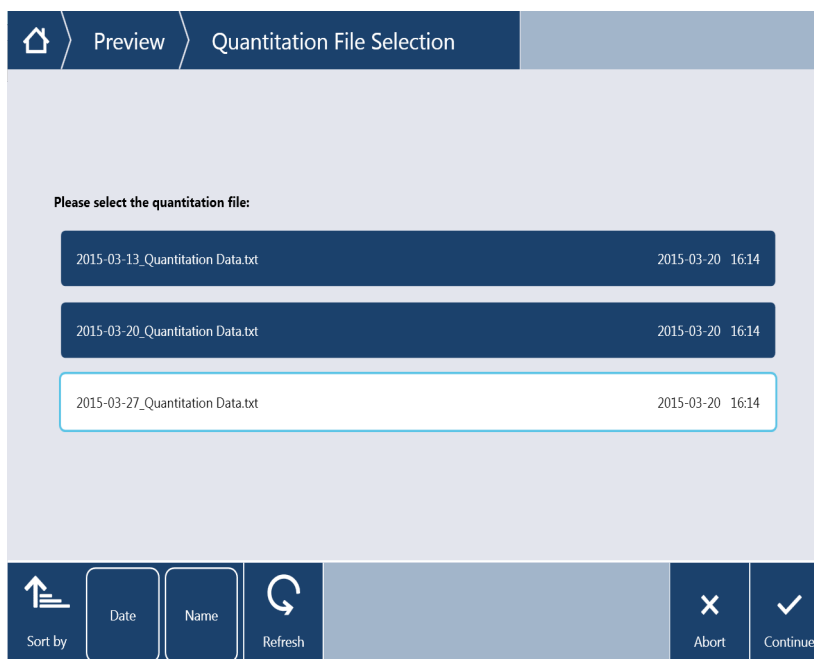 Preview Quantitation File Selection
Please select the quantitation file:
2015-03-13_Quantitation Data.txt 2015-03-20 16:14
2015-03-20_Quantitation Data.txt 2015-03-20 16:14
2015-03-27_Quantitation Data.txt 2015-03-20 16:14
Sort by Date Name Refresh Abort Continue